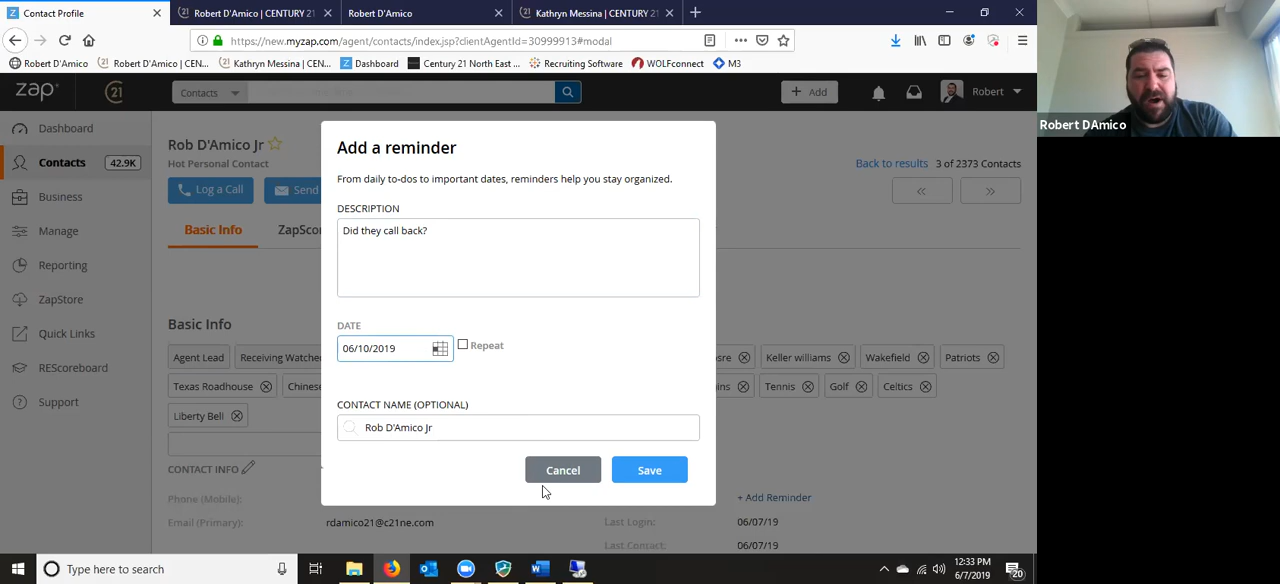 Contact Profile
Robert D'Amico | CENTURY 21
Robert D'Amico
Kathryn Messina | CENTURY 21
https://new.myzap.com/agent/contacts/index.jsp?clientAgentId=30999913#modal
Robert D'Amico
Robert D'Amico | CEN...
Kathryn Messina | CEN...
Dashboard
Century 21 North East ...
Recruiting Software
WOLFconnect
M3
zap
21
Contacts
+ Add
Robert
Robert DAmico
Dashboard
Contacts
42.9K
Business
Manage
Reporting
ZapStore
Quick Links
REScoreboard
Support
Rob D'Amico Jr
Hot Personal Contact
Back to results
3 of 2373 Contacts
Log a Call
Send
Basic Info
ZapScor
Add a reminder
From daily to-dos to important dates, reminders help you stay organized.
DESCRIPTION
Did they call back?
DATE
06/10/2019
Repeat
CONTACT NAME (OPTIONAL)
Rob D'Amico Jr
Cancel
Save
Basic Info
Agent Lead
Receiving Watcher
Keller williams
Wakefield
Patriots
Texas Roadhouse
Chines
Tennis
Golf
Celtics
Liberty Bell
CONTACT INFO
Phone (Mobile):
+ Add Reminder
Email (Primary):
rdamico21@c21ne.com
Last Login:
06/07/19
Last Contact:
06/07/19
Type here to search
12:33 PM
6/7/2019
20